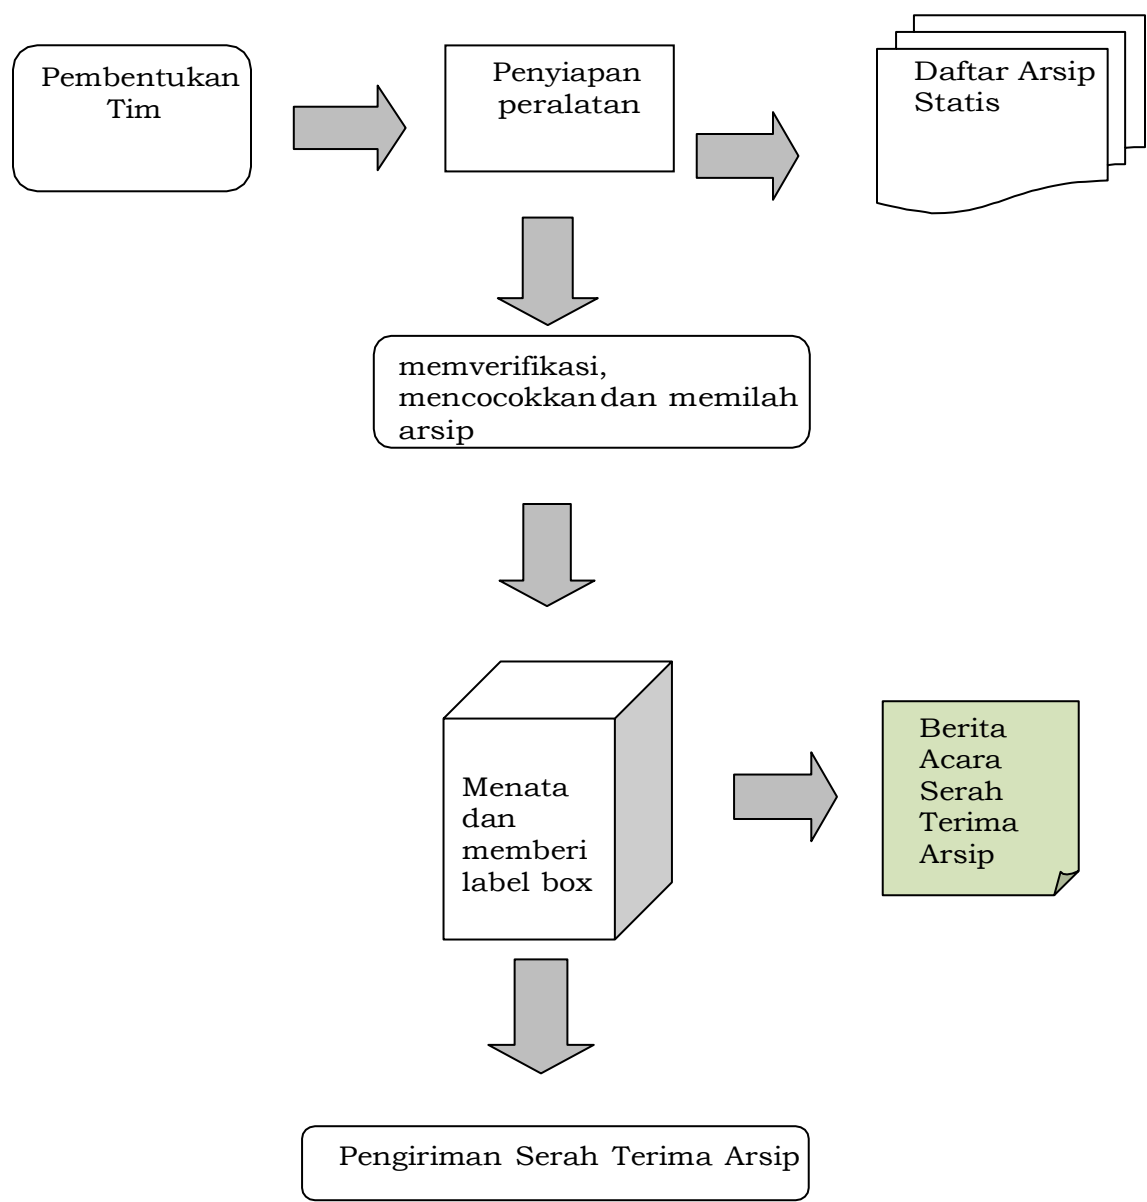 Pembentukan
Tim
Penyiapan
peralatan
Daftar Arsip
Statis
memverifikasi,
mencocokkan dan memilah
arsip
Menata
dan
memberi
label box
Berita
Acara
Serah
Terima
Arsip
Pengiriman Serah Terima Arsip